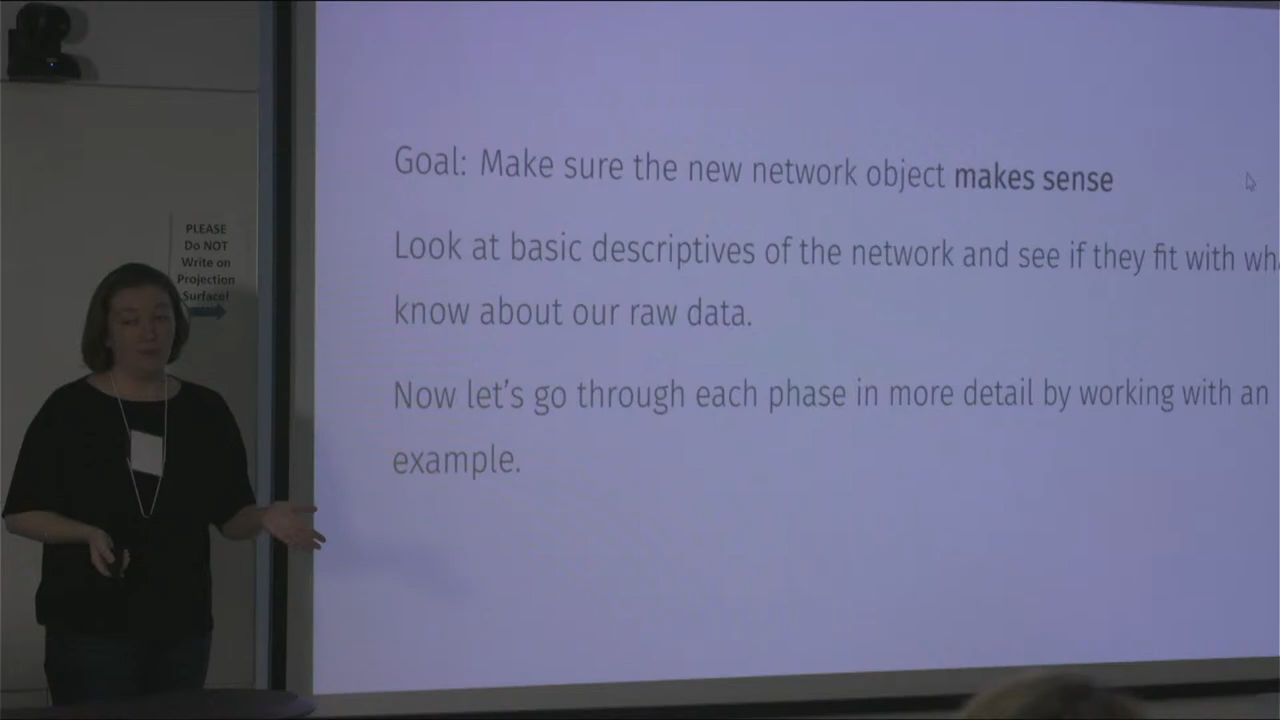 PLEASE
Do NOT
Write on
Projection
Surface!
Goal: Make sure the new network object makes sense
Look at basic descriptives of the network and see if they fit with
know about our raw data.
Now let's go through each phase in more detail by working with an
example.